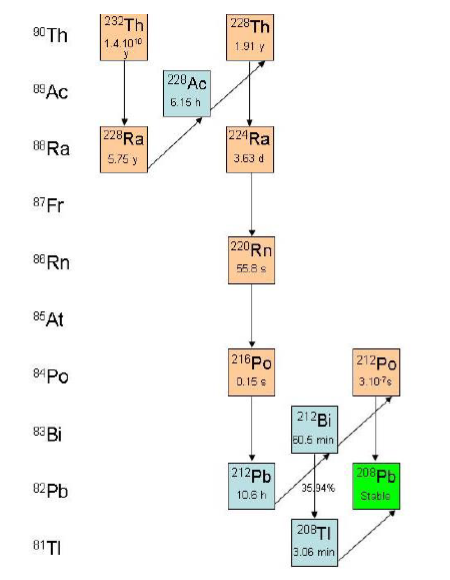 90Th
232Th
1.4.10¹⁰
y
228Th
1.91 y
89Ac
228Ac
6.15 h
88Ra
228Ra
5.75 y
224Ra
3.63 d
87Fr
86Rn
220Rn
55.8 s
85At
84Po
216Po
0.15 s
212Po
3.10⁻⁷s
83Bi
212Bi
60.5 min
82Pb
212Pb
10.6 h
35.94%
208Pb
Stable
81Tl
208Tl
3.06 min